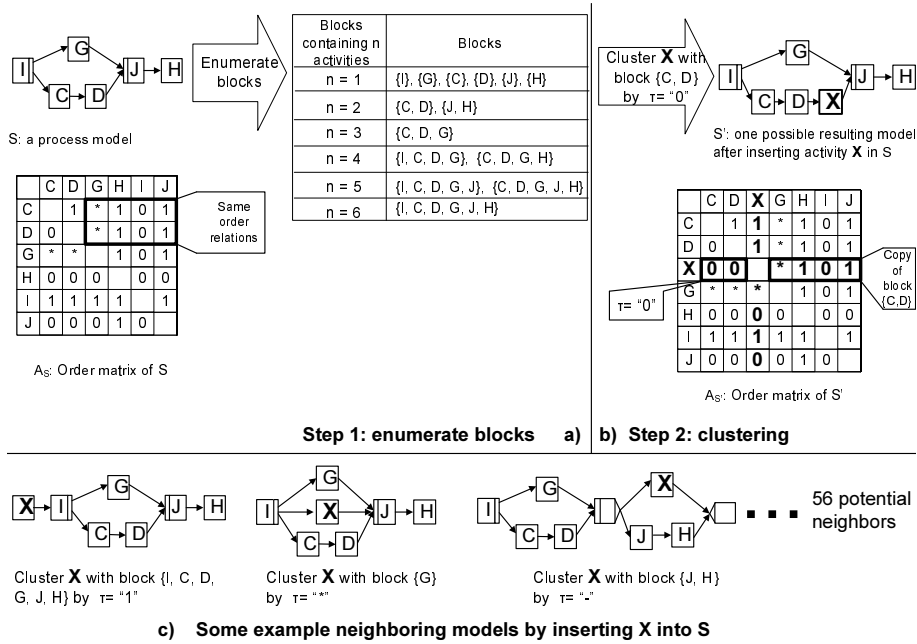 I G J H C D
S: a process model
Enumerate
blocks
Blocks
containing n
activities
Blocks
n = 1 {I}, {G}, {C}, {D}, {J}, {H}
n = 2 {C, D}, {J, H}
n = 3 {C, D, G}
n = 4 {I, C, D, G}, {C, D, G, H}
n = 5 {I, C, D, G, J}, {C, D, G, J, H}
n = 6 {I, C, D, G, J, H}
C D G H I J
C 1 * 1 0 1
D 0 * 1 0 1
G * * 1 0 1
H 0 0 0 0 0
I 1 1 1 1 1
J 0 0 0 1 0
Same
order
relations
A_S: Order matrix of S
Step 1: enumerate blocks a)
Cluster X with
block {C, D}
by τ= "0"
I G J H C D X
S': one possible resulting model
after inserting activity X in S
C D X G H I J
C 1 1 * 1 0 1
D 0 1 * 1 0 1
X 0 0 * 1 0 1
G * * * 1 0 1
H 0 0 0 0 0 0
I 1 1 1 1 1 1
J 0 0 0 0 1 0
τ= "0"
Copy
of
block
{C,D}
A_S': Order matrix of S'
b) Step 2: clustering
X I G J H C D
Cluster X with block {I, C, D,
G, J, H} by τ= "1"
I G X J H C D
Cluster X with block {G}
by τ= "*"
I G C D X J H
Cluster X with block {J, H}
by τ= "-"
56 potential
neighbors
c) Some example neighboring models by inserting X into S